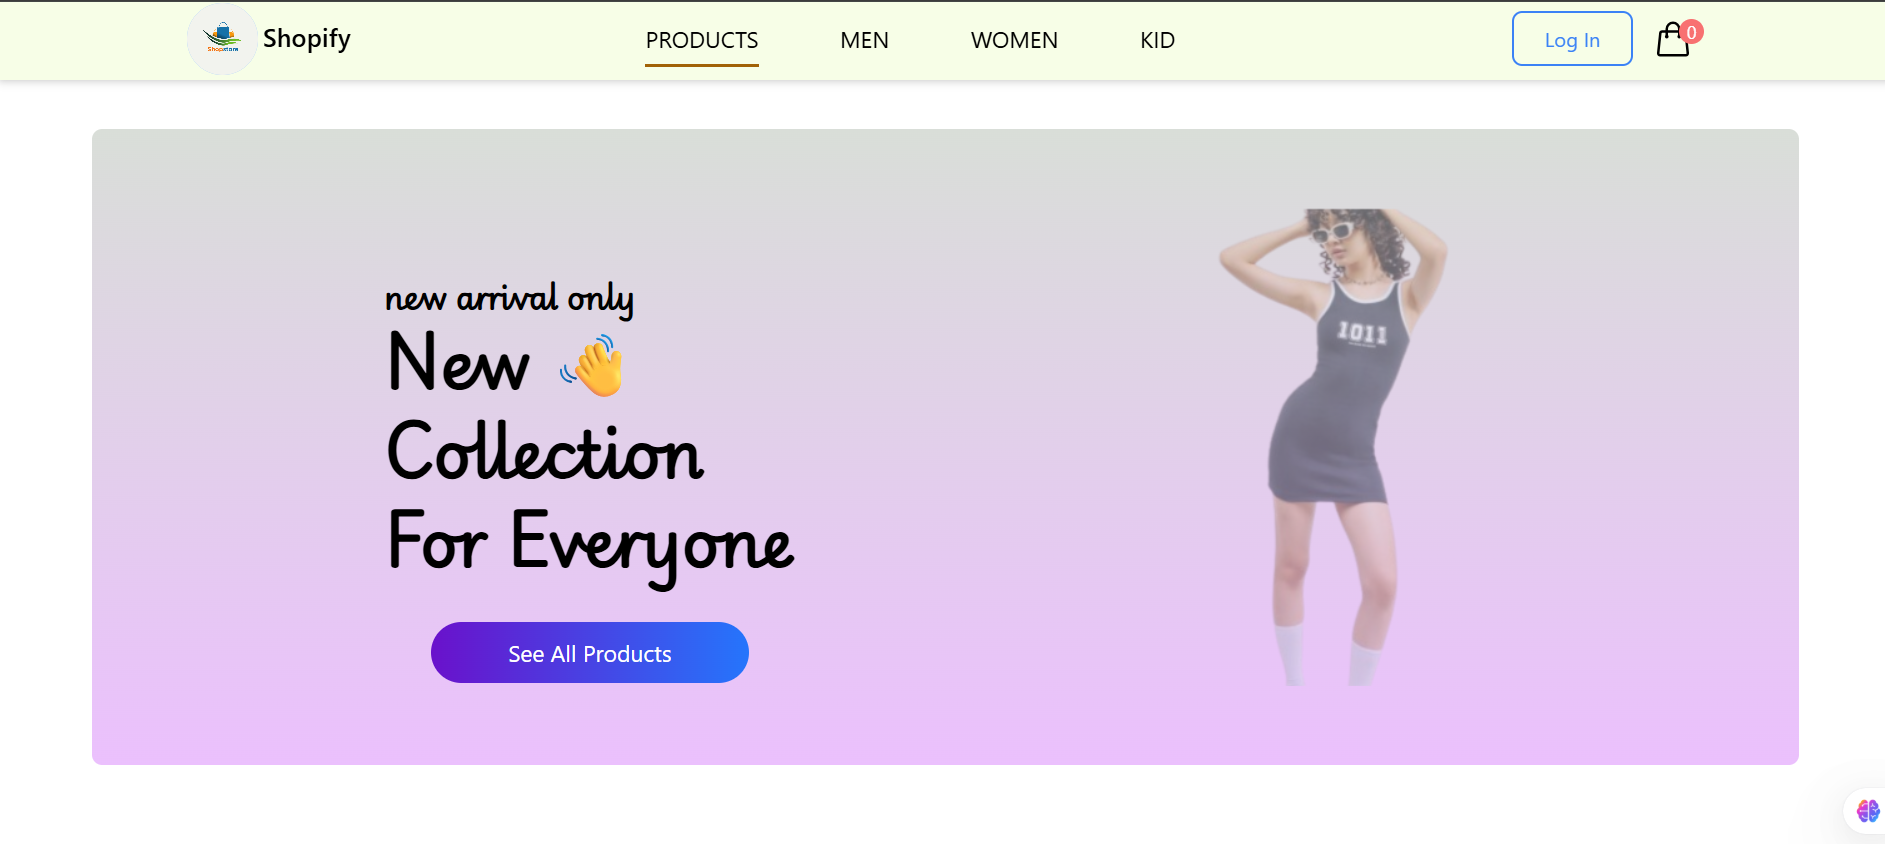 Shopstore
Shopify
PRODUCTS
MEN
WOMEN
KID
Log In
0
new arrival only
New 👋
Collection
For Everyone
See All Products
1011